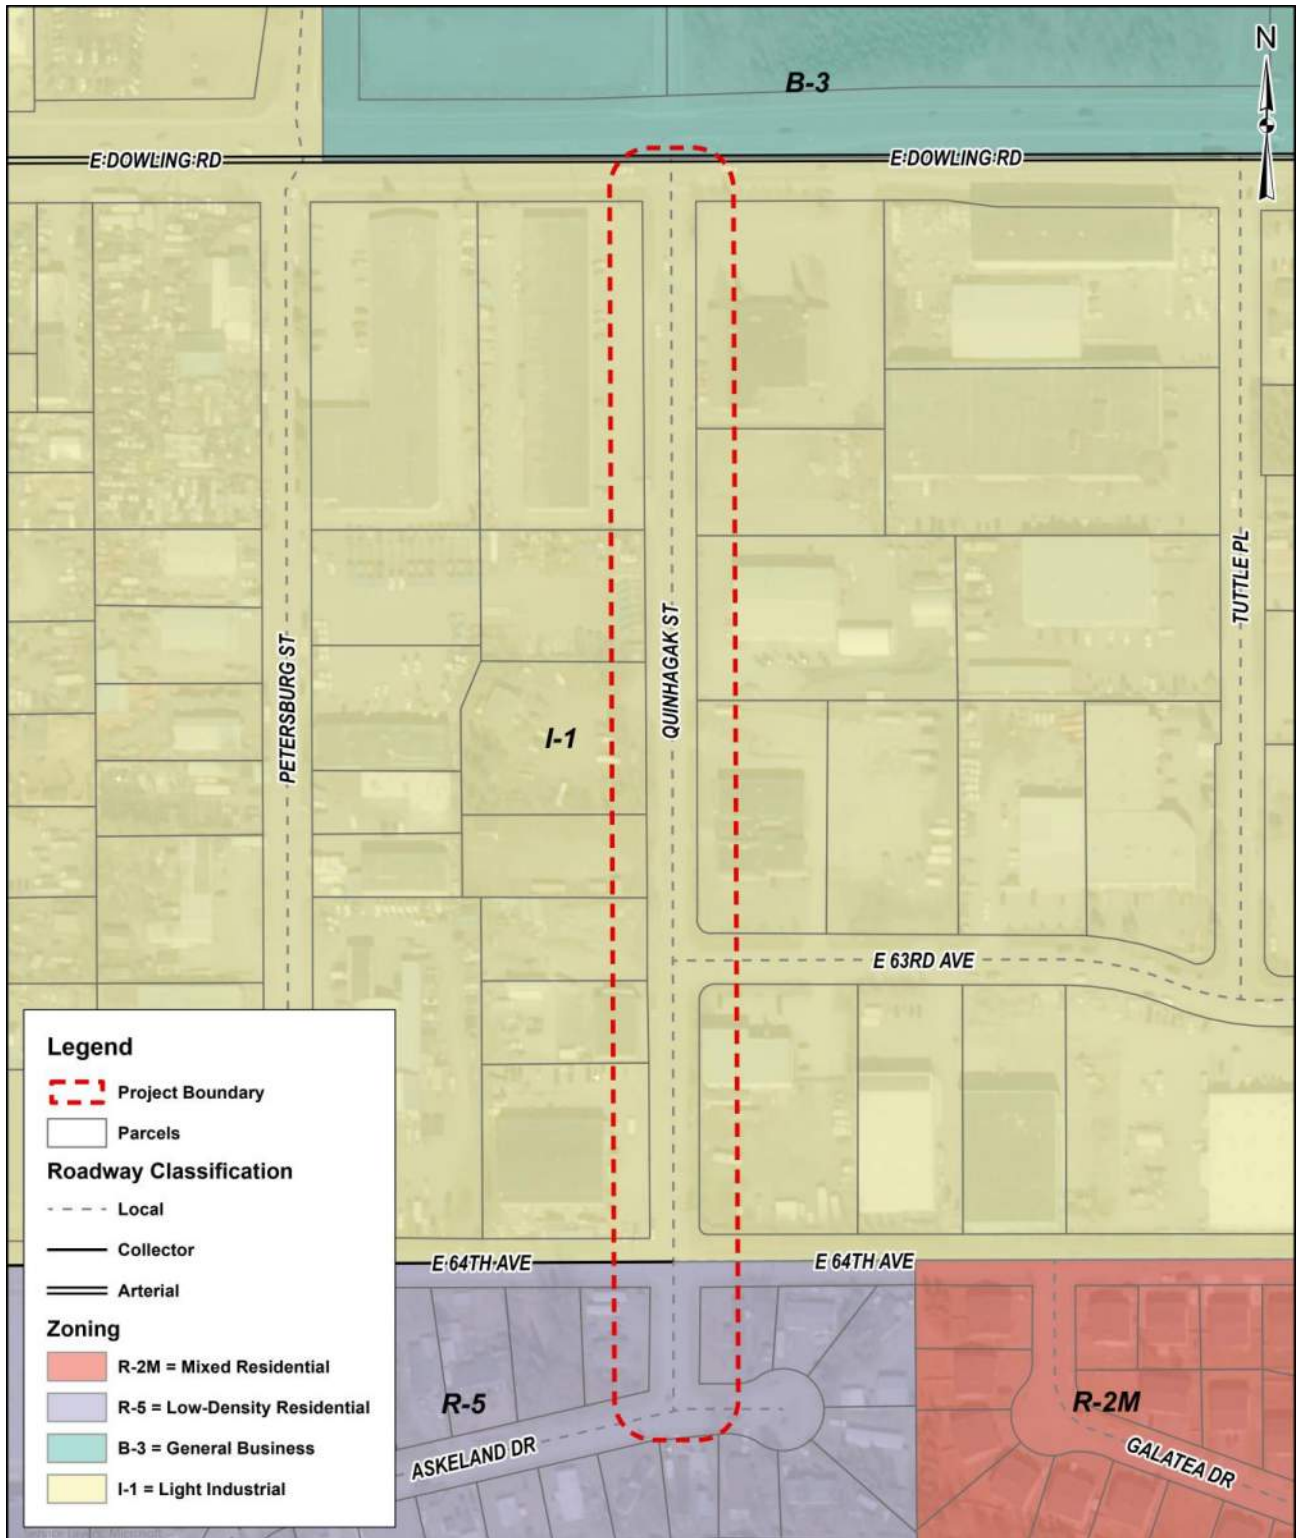 N
B-3
E DOWLING RD
E DOWLING RD
PETERSBURG ST
QUINHAGAK ST
TUTTLE PL
I-1
E 63RD AVE
E 64TH AVE
E 64TH AVE
R-5
R-2M
ASKELAND DR
GALATEA DR
Legend
Project Boundary
Parcels
Roadway Classification
Local
Collector
Arterial
Zoning
R-2M = Mixed Residential
R-5 = Low-Density Residential
B-3 = General Business
I-1 = Light Industrial